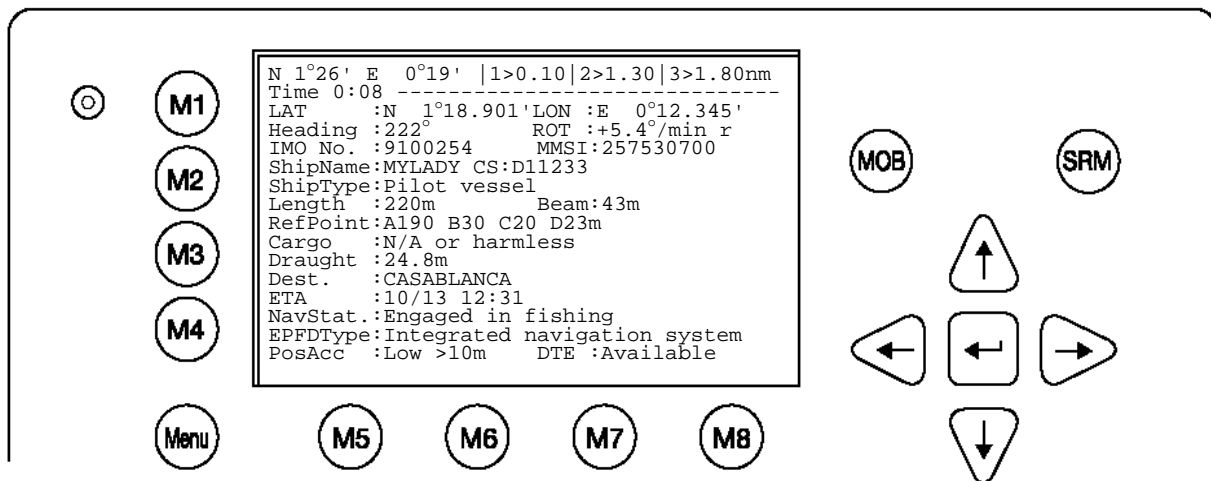 N 1°26' E  0°19' |1>0.10|2>1.30|3>1.80nm
Time 0:08 ------------------------------
LAT     :N  1°18.901'LON :E  0°12.345'
Heading :222°        ROT :+5.4°/min r
IMO No. :9100254     MMSI:257530700
ShipName:MYLADY CS:D11233
ShipType:Pilot vessel
Length  :220m        Beam:43m
RefPoint:A190 B30 C20 D23m
Cargo   :N/A or harmless
Draught :24.8m
Dest.   :CASABLANCA
ETA     :10/13 12:31
NavStat.:Engaged in fishing
EPFDType:Integrated navigation system
PosAcc  :Low >10m    DTE :Available
M1
M2
M3
M4
Menu
M5
M6
M7
M8
MOB
SRM